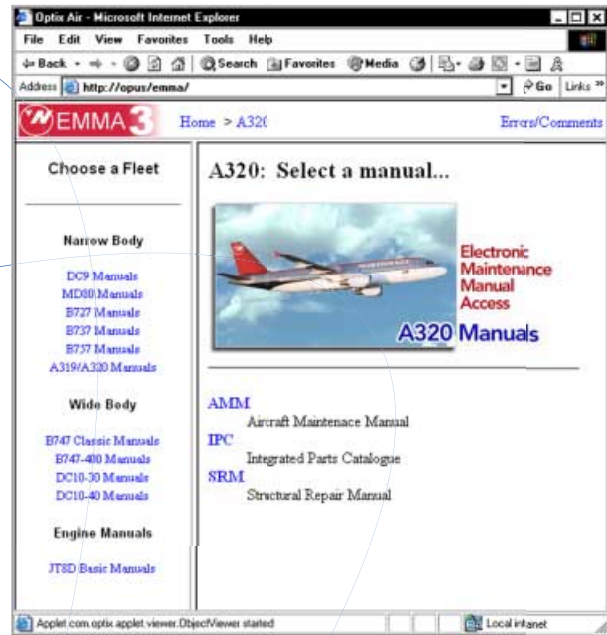 Optix Air - Microsoft Internet Explorer
File Edit View Favorites Tools Help
Back Search Favorites Media
Address http://opus/emma/ Go Links »
EMMA 3 Home > A320 Errors/Comments
Choose a Fleet
Narrow Body
DC9 Manuals
MD80 Manuals
B727 Manuals
B737 Manuals
B757 Manuals
A319/A320 Manuals
Wide Body
B747 Classic Manuals
B747-400 Manuals
DC10-30 Manuals
DC10-40 Manuals
Engine Manuals
JT8D Basic Manuals
A320: Select a manual...
Electronic
Maintenance
Manual
Access
A320 Manuals
AMM
Aircraft Maintenace Manual
IPC
Integrated Parts Catalogue
SRM
Structural Repair Manual
Applet com.optix.applet.viewer.ObjectViewer started Local intranet